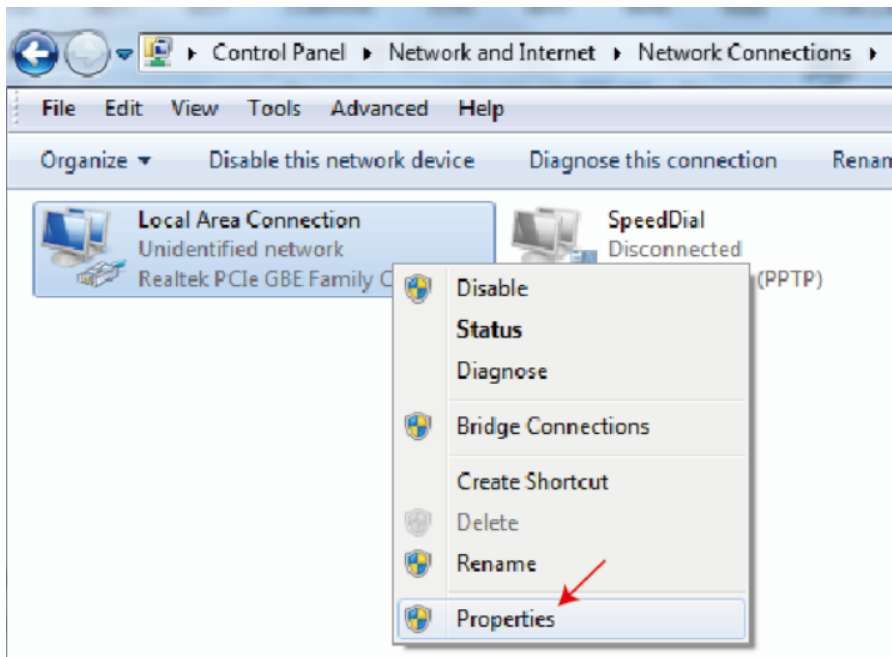 Control Panel Network and Internet Network Connections
File Edit View Tools Advanced Help
Organize Disable this network device Diagnose this connection Renam
Local Area Connection
Unidentified network
Realtek PCIe GBE Family C
SpeedDial
Disconnected
(PPTP)
Disable
Status
Diagnose
Bridge Connections
Create Shortcut
Delete
Rename
Properties